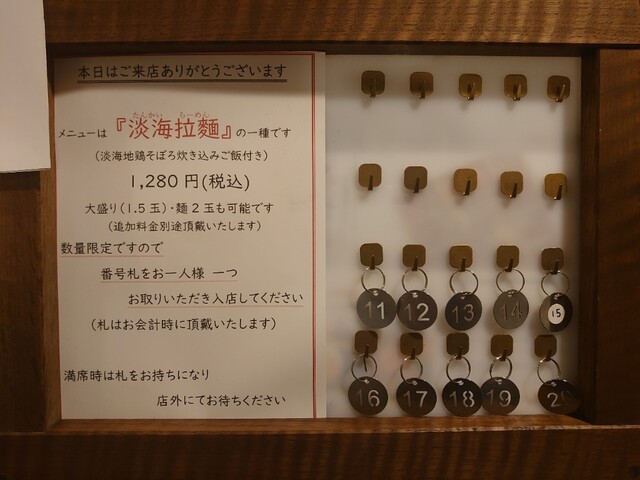 本日はご来店ありがとうございます
たんかい らーめん
メニューは『淡海拉麺』の一種です
(淡海地鶏そぼろ炊き込みご飯付き)
1,280円(税込)
大盛り(1.5玉)・麺2玉も可能です
(追加料金別途頂戴いたします)
数量限定ですので
番号札をお一人様 一つ
お取りいただき入店してください
(札はお会計時に頂戴いたします)
満席時は札をお持ちになり
店外にてお待ちください
11 12 13 14 15
16 17 18 19 20